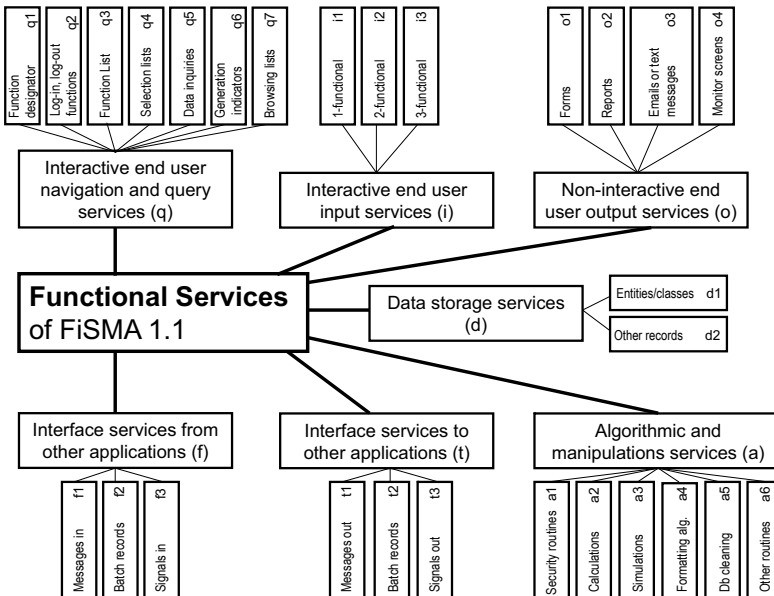 Function
designator q1
Log-in, log-out
functions q2
Function List q3
Selection lists q4
Data inquiries q5
Generation
indicators q6
Browsing lists q7
1-functional i1
2-functional i2
3-functional i3
Forms o1
Reports o2
Emails or text
messages o3
Monitor screens o4
Interactive end user
navigation and query
services (q)
Interactive end user
input services (i)
Non-interactive end
user output services (o)
Functional Services
of FiSMA 1.1
Data storage services
(d)
Entities/classes d1
Other records d2
Interface services from
other applications (f)
Interface services to
other applications (t)
Algorithmic and
manipulations services (a)
Messages in f1
Batch records f2
Signals in f3
Messages out t1
Batch records t2
Signals out t3
Security routines a1
Calculations a2
Simulations a3
Formatting alg. a4
Db cleaning a5
Other routines a6